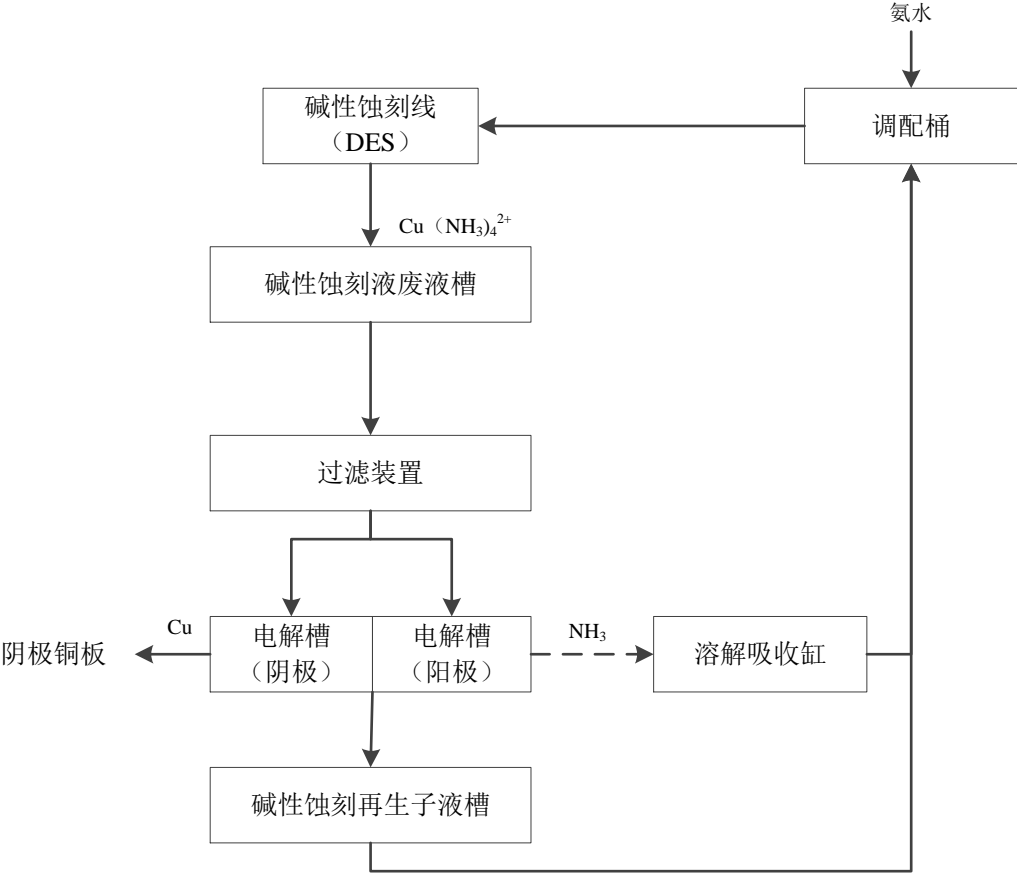 氨水
碱性蚀刻线
（DES）
调配桶
Cu（NH₃)₄²⁺
碱性蚀刻液废液槽
过滤装置
Cu
电解槽
（阴极）
电解槽
（阳极）
NH₃
阴极铜板
溶解吸收缸
碱性蚀刻再生子液槽